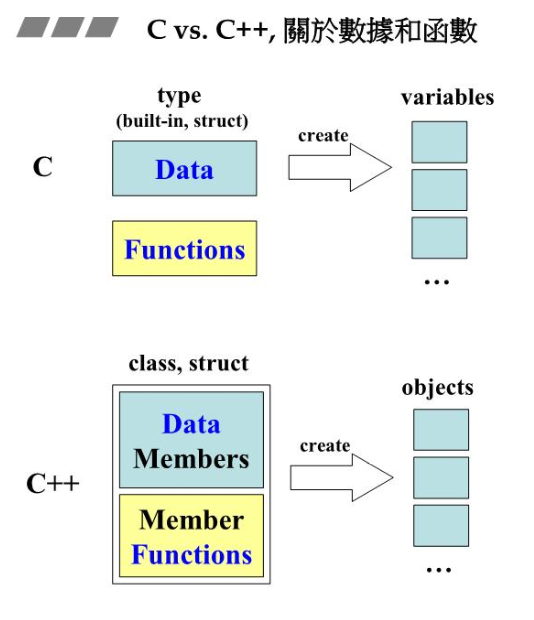 C vs. C++, 關於數據和函數
type
(built-in, struct)
variables
create
C
Data
Functions
…
class, struct
objects
create
C++
Data
Members
Member
Functions
…